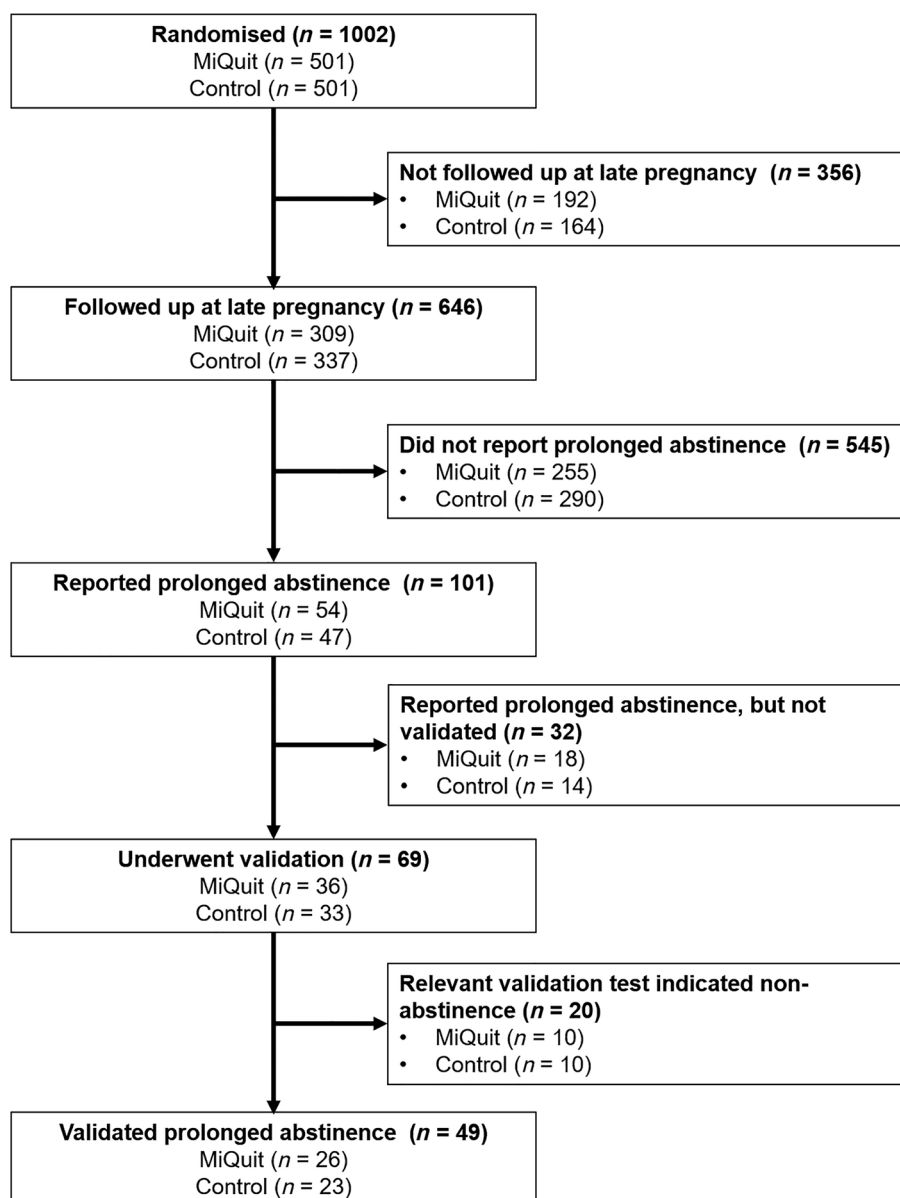 Randomised (n = 1002)
MiQuit (n = 501)
Control (n = 501)
Not followed up at late pregnancy (n = 356)
• MiQuit (n = 192)
• Control (n = 164)
Followed up at late pregnancy (n = 646)
MiQuit (n = 309)
Control (n = 337)
Did not report prolonged abstinence (n = 545)
• MiQuit (n = 255)
• Control (n = 290)
Reported prolonged abstinence (n = 101)
MiQuit (n = 54)
Control (n = 47)
Reported prolonged abstinence, but not
validated (n = 32)
• MiQuit (n = 18)
• Control (n = 14)
Underwent validation (n = 69)
MiQuit (n = 36)
Control (n = 33)
Relevant validation test indicated non-
abstinence (n = 20)
• MiQuit (n = 10)
• Control (n = 10)
Validated prolonged abstinence (n = 49)
MiQuit (n = 26)
Control (n = 23)